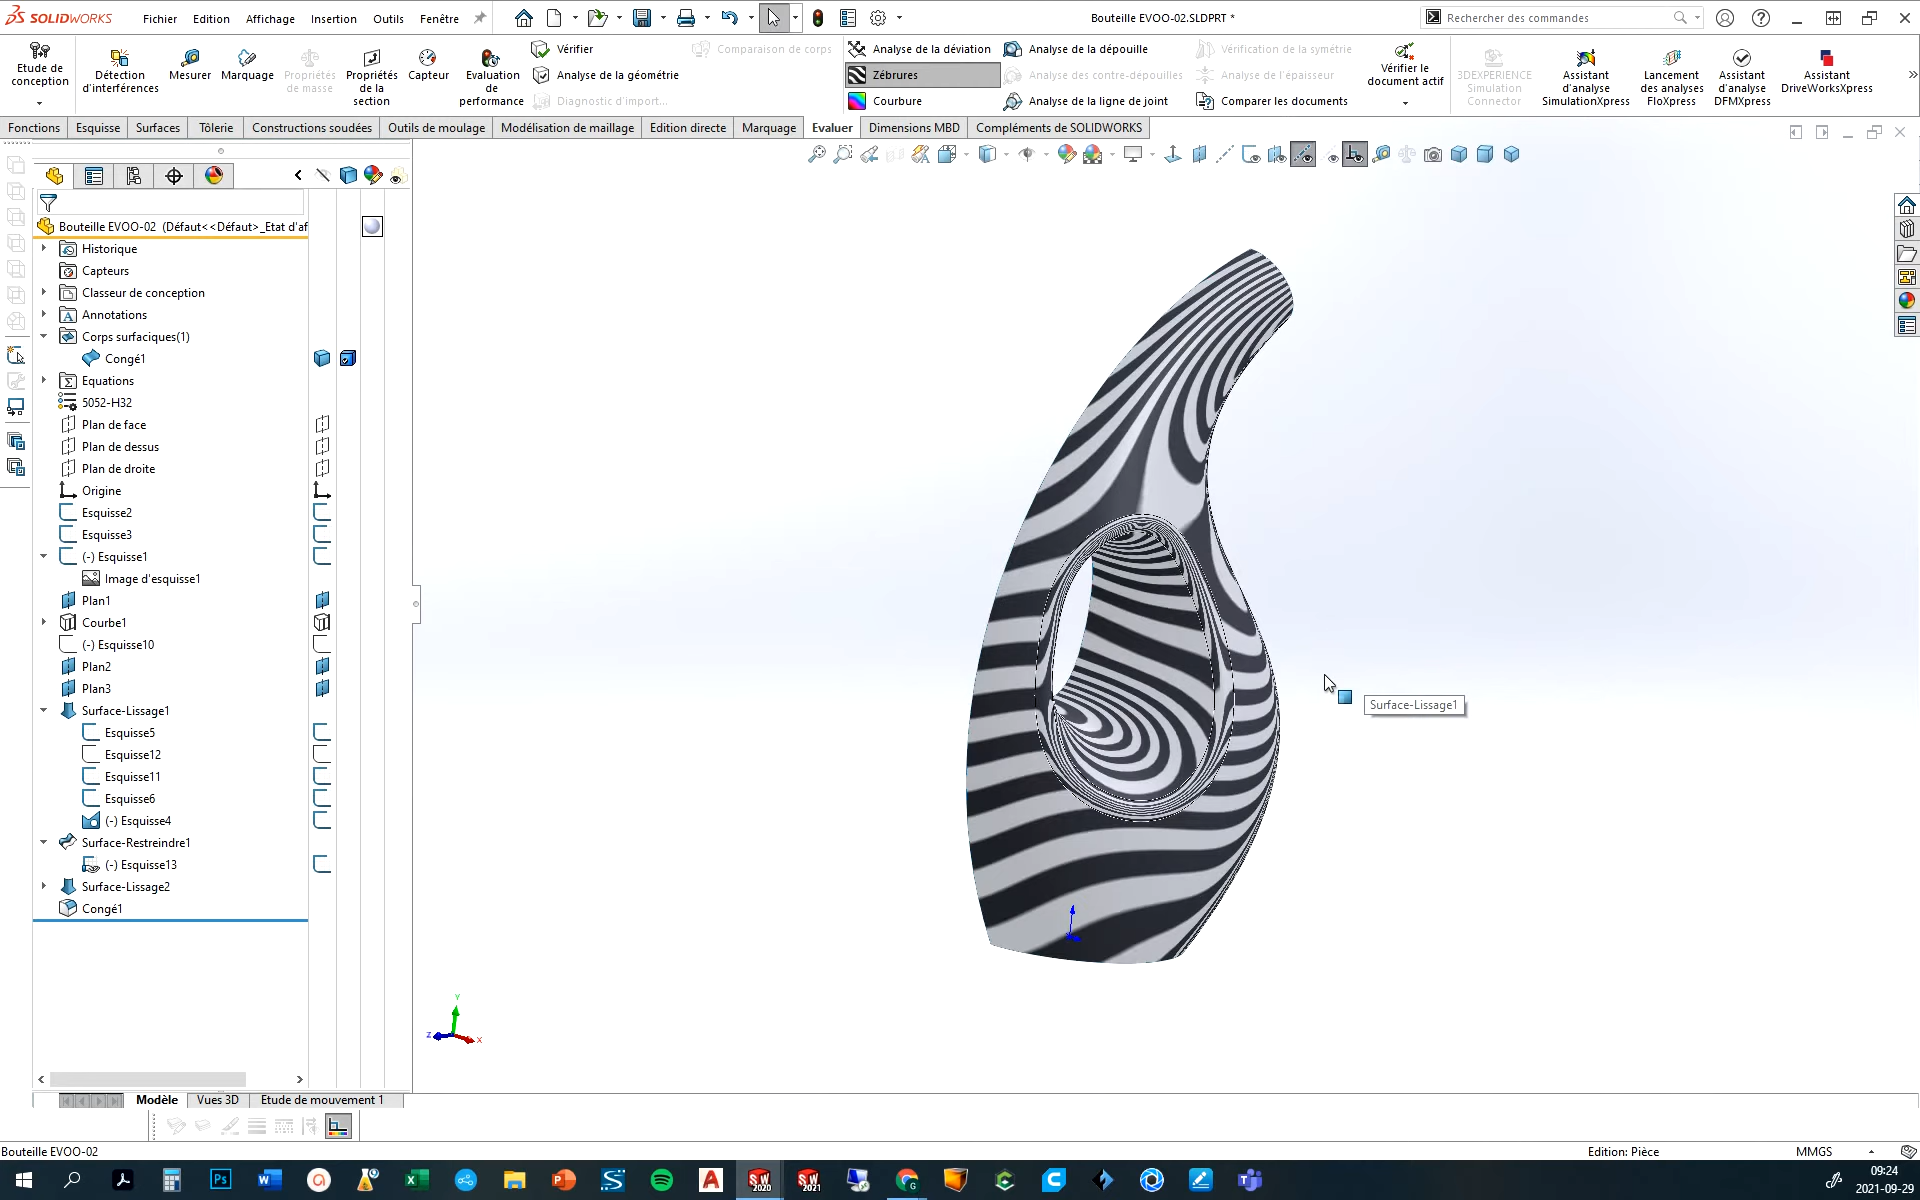 SOLIDWORKS
Fichier Edition Affichage Insertion Outils Fenêtre
Bouteille EVOO-02.SLDPRT *
Rechercher des commandes
Etude de conception
Détection d'interférences
Mesurer
Marquage
Propriétés de masse
Propriétés de la section
Capteur
Evaluation de performance
Vérifier
Analyse de la géométrie
Diagnostic d'import...
Comparaison de corps
Analyse de la déviation
Zébrures
Courbure
Analyse de la dépouille
Analyse des contre-dépouilles
Analyse de la ligne de joint
Vérification de la symétrie
Analyse de l'épaisseur
Comparer les documents
Vérifier le document actif
3DEXPERIENCE Simulation Connector
Assistant d'analyse SimulationXpress
Lancement des analyses FloXpress
Assistant d'analyse DFMXpress
Assistant DriveWorksXpress
Fonctions Esquisse Surfaces Tôlerie Constructions soudées Outils de moulage Modélisation de maillage Edition directe Marquage Evaluer Dimensions MBD Compléments de SOLIDWORKS
Bouteille EVOO-02 (Défaut<<Défaut>_Etat d'af
Historique
Capteurs
Classeur de conception
Annotations
Corps surfaciques(1)
Congé1
Equations
5052-H32
Plan de face
Plan de dessus
Plan de droite
Origine
Esquisse2
Esquisse3
(-) Esquisse1
Image d'esquisse1
Plan1
Courbe1
(-) Esquisse10
Plan2
Plan3
Surface-Lissage1
Esquisse5
Esquisse12
Esquisse11
Esquisse6
(-) Esquisse4
Surface-Restreindre1
(-) Esquisse13
Surface-Lissage2
Congé1
Surface-Lissage1
Y
Z
X
Modèle Vues 3D Etude de mouvement 1
Bouteille EVOO-02
Edition: Pièce
MMGS
Ps
SW 2020
SW 2021
09:24
2021-09-29